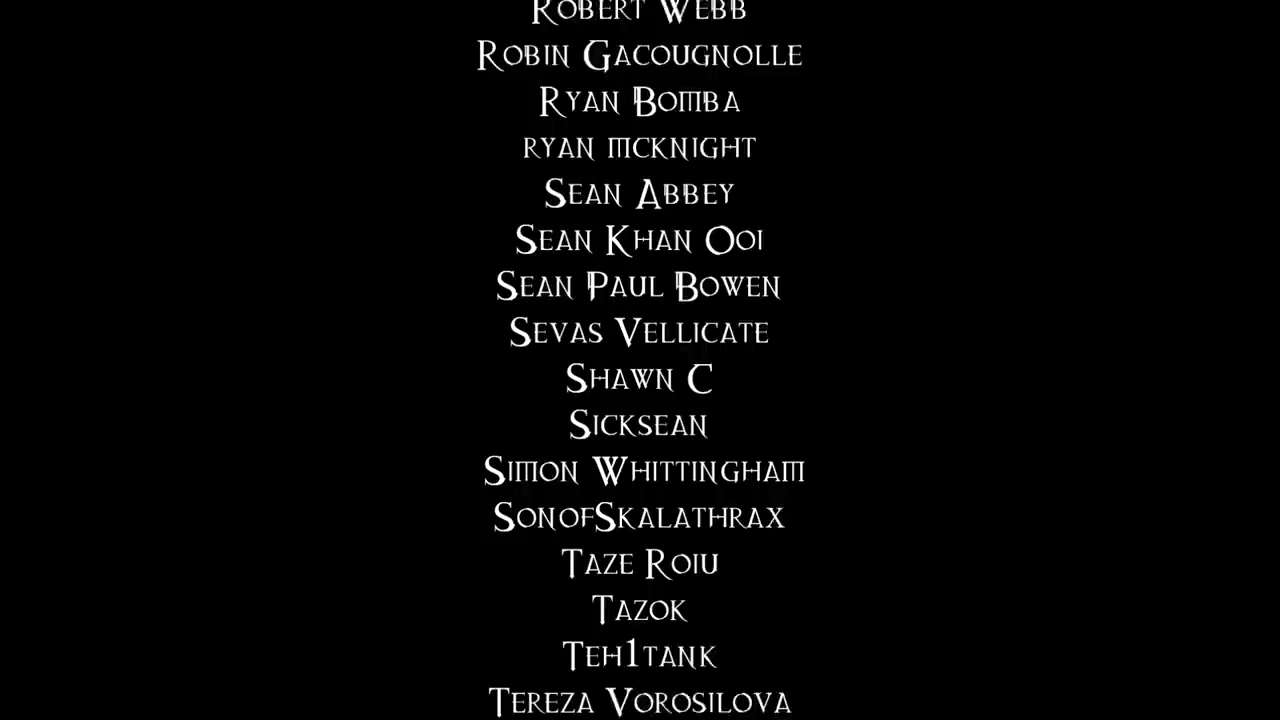 Robert Webb
Robin Gacougnolle
Ryan Bomba
ryan mcknight
Sean Abbey
Sean Khan Ooi
Sean Paul Bowen
Sevas Vellicate
Shawn C
Sicksean
Simon Whittingham
SonofSkalathrax
Taze Roiu
Tazok
Teh1tank
Tereza Vorosilova